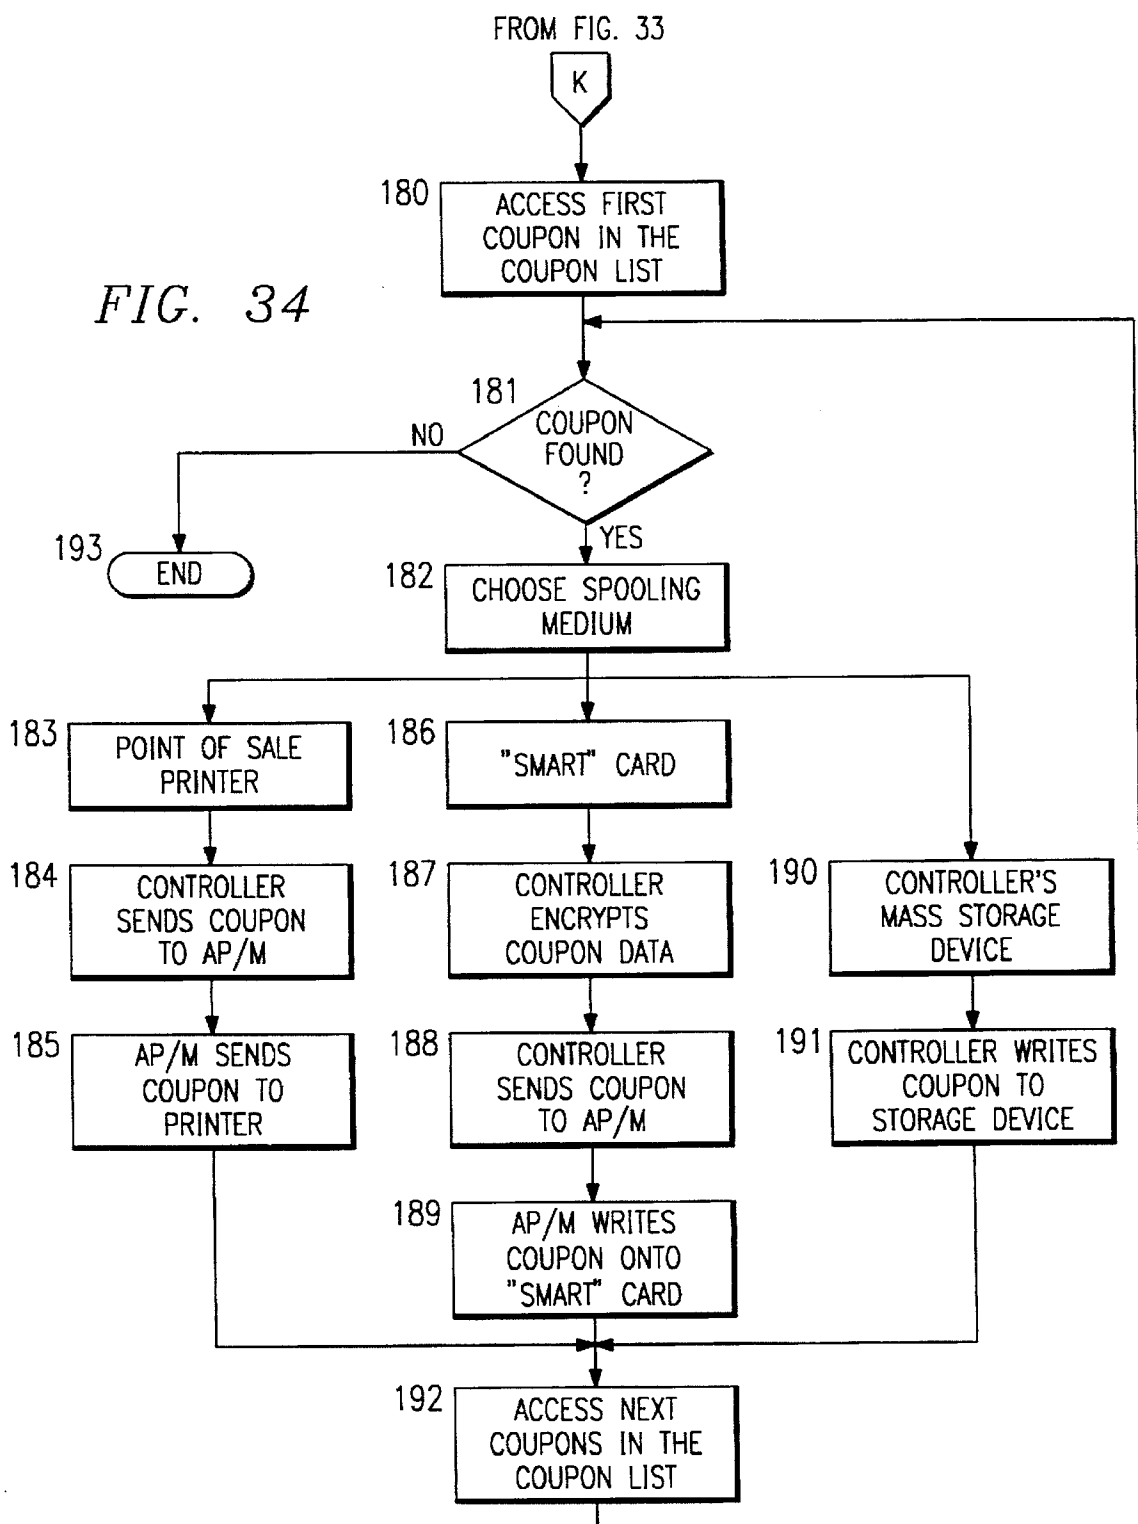 FROM FIG. 33
K
180
ACCESS FIRST
COUPON IN THE
COUPON LIST
FIG. 34
181
COUPON
FOUND
?
NO
YES
193
END
182
CHOOSE SPOOLING
MEDIUM
183
POINT OF SALE
PRINTER
184
CONTROLLER
SENDS COUPON
TO AP/M
185
AP/M SENDS
COUPON TO
PRINTER
186
"SMART" CARD
187
CONTROLLER
ENCRYPTS
COUPON DATA
188
CONTROLLER
SENDS COUPON
TO AP/M
189
AP/M WRITES
COUPON ONTO
"SMART" CARD
190
CONTROLLER'S
MASS STORAGE
DEVICE
191
CONTROLLER WRITES
COUPON TO
STORAGE DEVICE
192
ACCESS NEXT
COUPONS IN THE
COUPON LIST